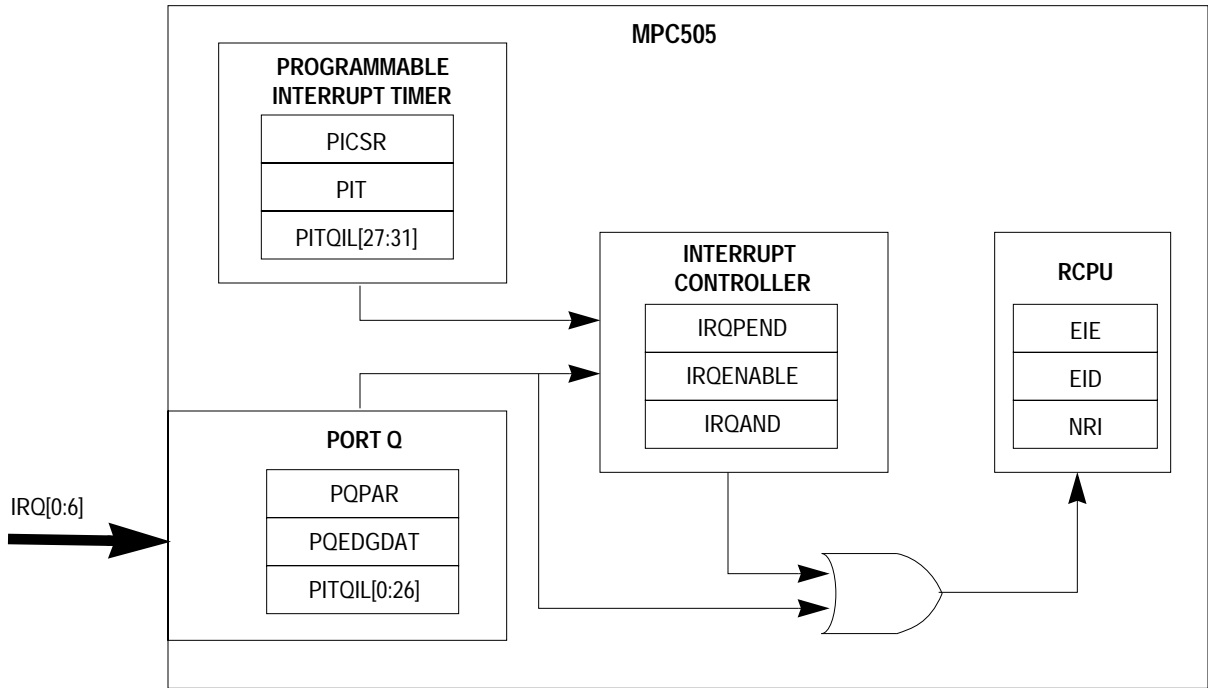 MPC505
PROGRAMMABLE
INTERRUPT TIMER
PICSR
PIT
PITQIL[27:31]
INTERRUPT
CONTROLLER
IRQPEND
IRQENABLE
IRQAND
RCPU
EIE
EID
NRI
PORT Q
PQPAR
PQEDGDAT
PITQIL[0:26]
IRQ[0:6]